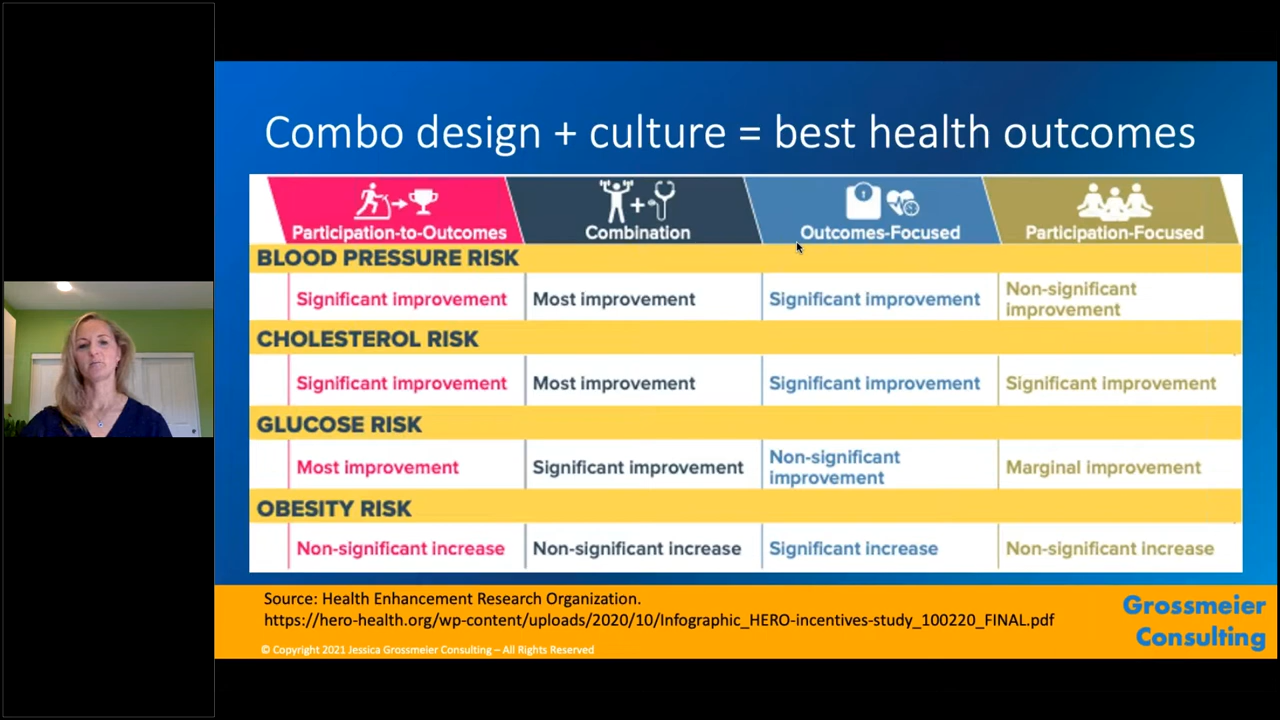 Combo design + culture = best health outcomes
Participation-to-Outcomes
Combination
Outcomes-Focused
Participation-Focused
BLOOD PRESSURE RISK
Significant improvement
Most improvement
Significant improvement
Non-significant
improvement
CHOLESTEROL RISK
Significant improvement
Most improvement
Significant improvement
Significant improvement
GLUCOSE RISK
Most improvement
Significant improvement
Non-significant
improvement
Marginal improvement
OBESITY RISK
Non-significant increase
Non-significant increase
Significant increase
Non-significant increase
Source: Health Enhancement Research Organization.
https://hero-health.org/wp-content/uploads/2020/10/Infographic_HERO-incentives-study_100220_FINAL.pdf
© Copyright 2021 Jessica Grossmeier Consulting – All Rights Reserved
Grossmeier
Consulting